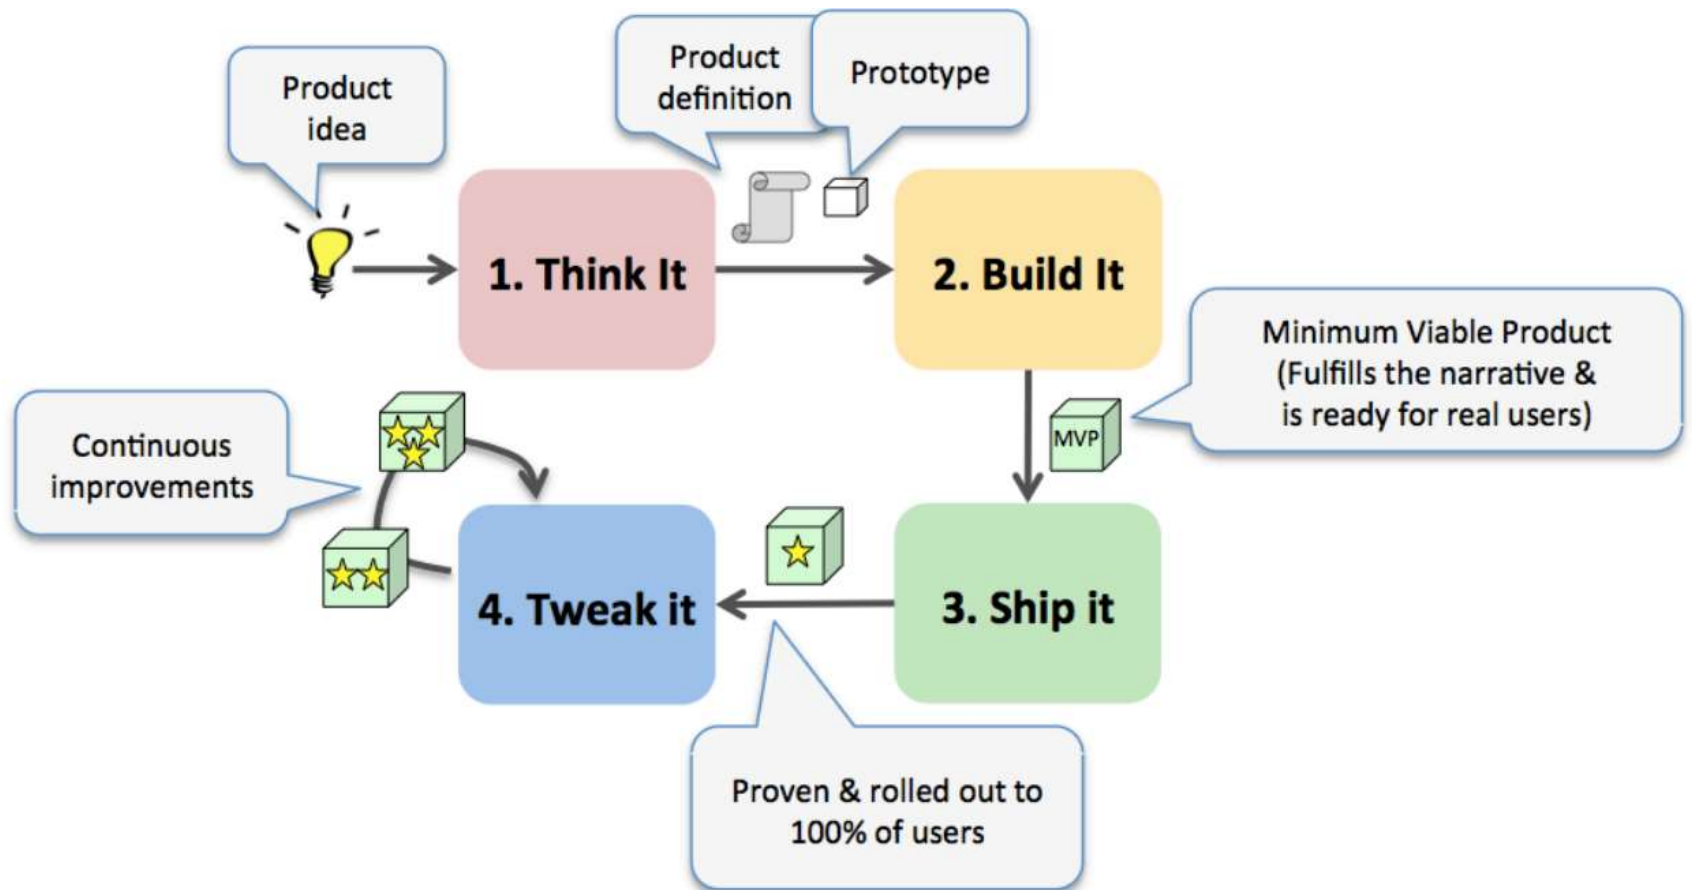 Product
idea
Product
definition
Prototype
1. Think It
2. Build It
Minimum Viable Product
(Fulfills the narrative &
is ready for real users)
MVP
Continuous
improvements
4. Tweak it
3. Ship it
Proven & rolled out to
100% of users